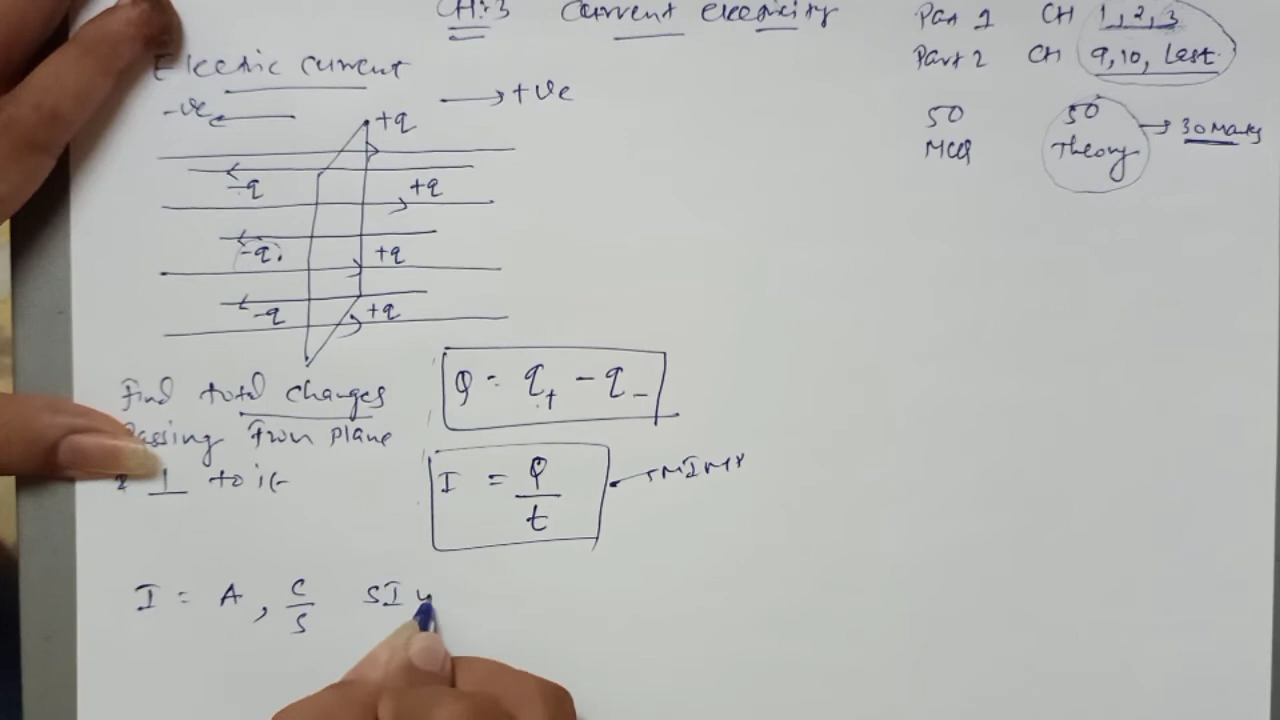 CH:3 Current electricity
Part 1 CH 1, 2, 3
Part 2 CH 9, 10, Last.
50 MCQ
50 Theory → 30 Marks
Electric current
-ve ←
→ +ve
+q
-q +q
-q +q
-q +q
Find total charges
Passing From plane
⊥ to it
Q = q+ - q-
I = Q/t
I = A, C/s SI